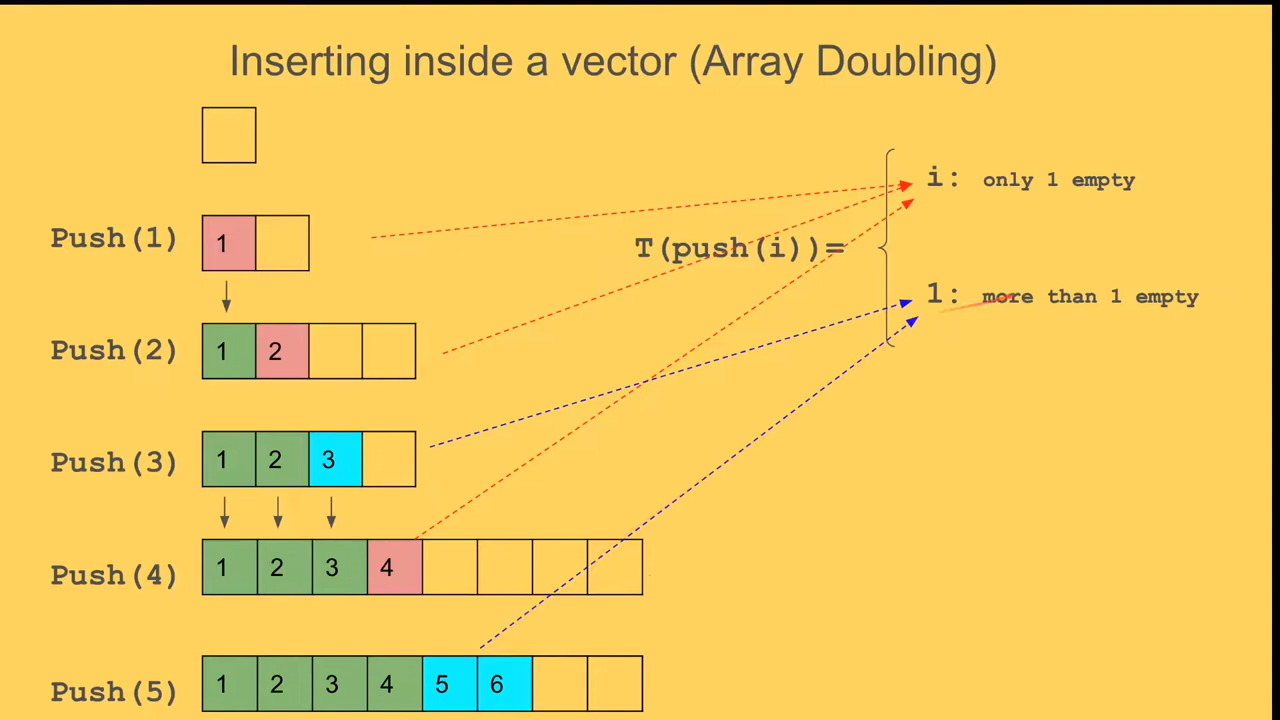 Inserting inside a vector (Array Doubling)
i: only 1 empty
Push(1) 1
T(push(i))=
1: more than 1 empty
Push(2) 1 2
Push(3) 1 2 3
Push(4) 1 2 3 4
Push(5) 1 2 3 4 5 6